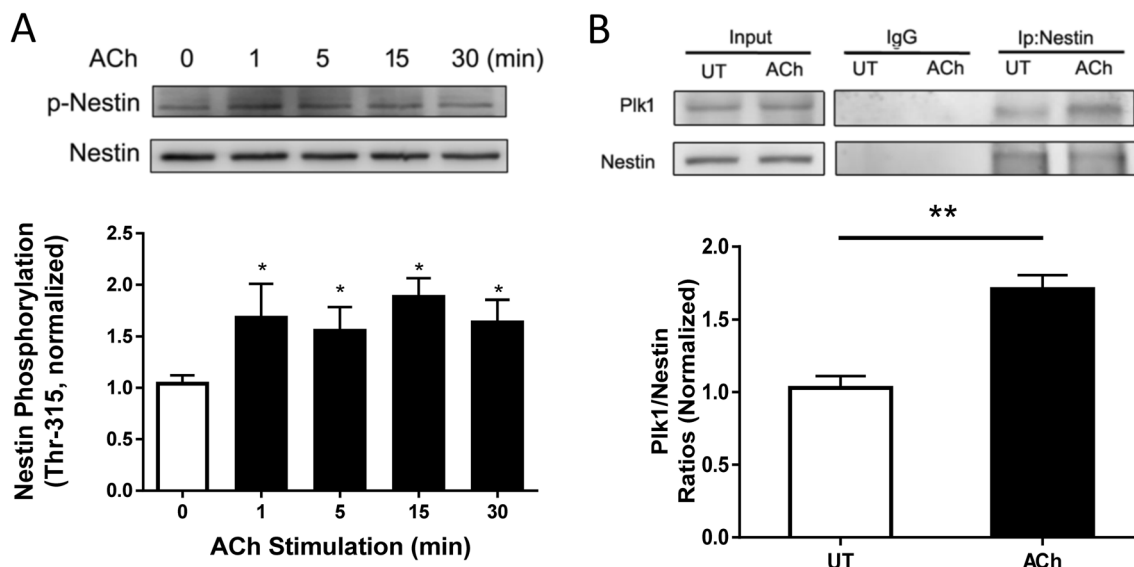 A
ACh 0 1 5 15 30 (min)
p-Nestin
Nestin
Nestin Phosphorylation
(Thr-315, normalized)
2.5
2.0
1.5
1.0
0.5
0.0
* * * *
0 1 5 15 30
ACh Stimulation (min)
B
Input IgG Ip:Nestin
UT ACh UT ACh UT ACh
Plk1
Nestin
**
Plk1/Nestin
Ratios (Normalized)
2.0
1.5
1.0
0.5
0.0
UT ACh